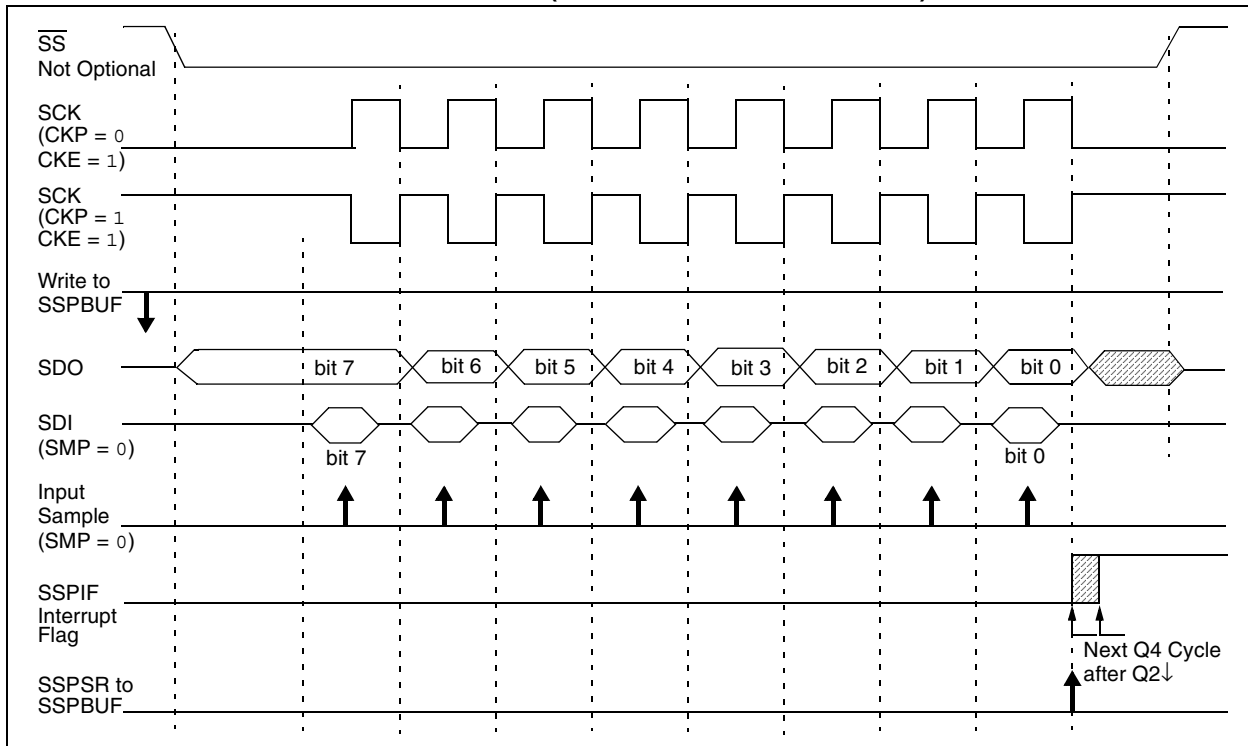 SS
Not Optional
SCK
(CKP = 0
CKE = 1)
SCK
(CKP = 1
CKE = 1)
Write to
SSPBUF
SDO
bit 7
bit 6
bit 5
bit 4
bit 3
bit 2
bit 1
bit 0
SDI
(SMP = 0)
bit 7
bit 0
Input
Sample
(SMP = 0)
SSPIF
Interrupt
Flag
Next Q4 Cycle
after Q2↓
SSPSR to
SSPBUF